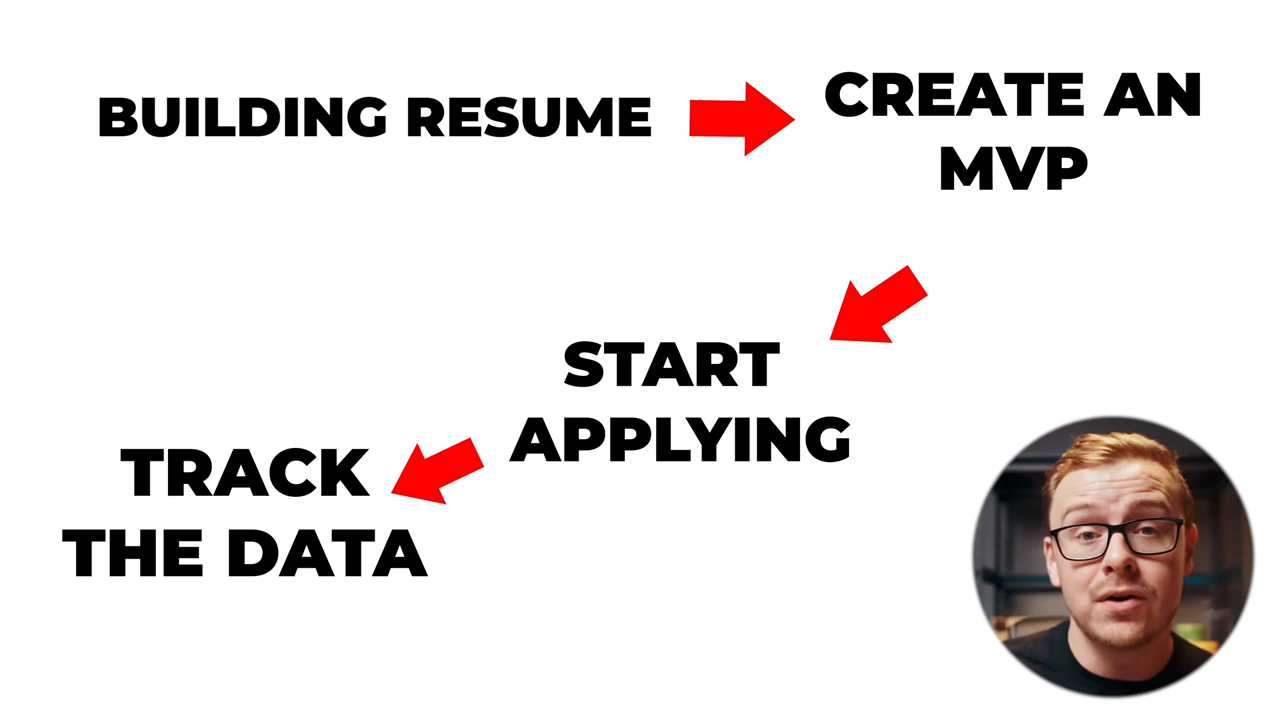 BUILDING RESUME
CREATE AN
MVP
START
APPLYING
TRACK
THE DATA